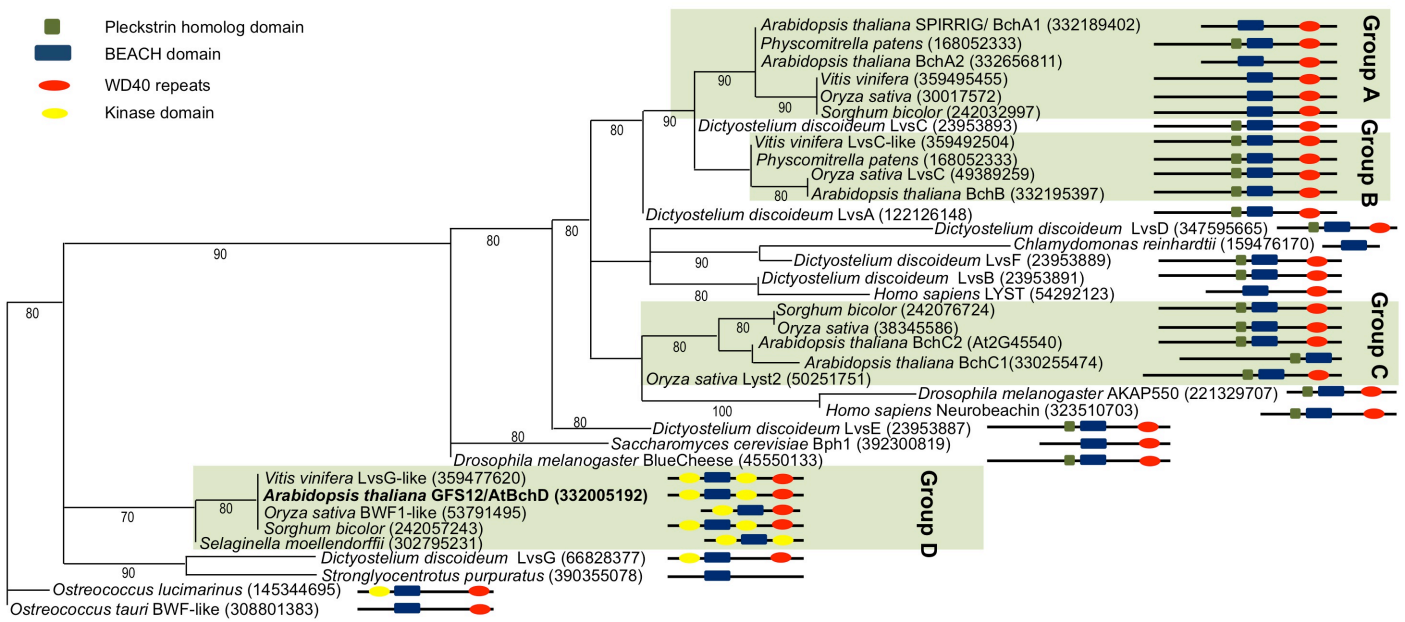 Pleckstrin homolog domain
BEACH domain
WD40 repeats
Kinase domain
Arabidopsis thaliana SPIRRIG/ BchA1 (332189402)
Physcomitrella patens (168052333)
Arabidopsis thaliana BchA2 (332656811)
Vitis vinifera (359495455)
Oryza sativa (30017572)
Sorghum bicolor (242032997)
Group A
90
90
90
80
Dictyostelium discoideum LvsC (23953893)
Vitis vinifera LvsC-like (359492504)
Physcomitrella patens (168052333)
Oryza sativa LvsC (49389259)
Arabidopsis thaliana BchB (332195397)
Group B
80
Dictyostelium discoideum LvsA (122126148)
Dictyostelium discoideum LvsD (347595665)
Chlamydomonas reinhardtii (159476170)
Dictyostelium discoideum LvsF (23953889)
Dictyostelium discoideum LvsB (23953891)
Homo sapiens LYST (54292123)
80
80
90
90
80
Sorghum bicolor (242076724)
Oryza sativa (38345586)
Arabidopsis thaliana BchC2 (At2G45540)
Arabidopsis thaliana BchC1(330255474)
Oryza sativa Lyst2 (50251751)
Group C
80
80
80
Drosophila melanogaster AKAP550 (221329707)
Homo sapiens Neurobeachin (323510703)
100
Dictyostelium discoideum LvsE (23953887)
80
Saccharomyces cerevisiae Bph1 (392300819)
80
Drosophila melanogaster BlueCheese (45550133)
Vitis vinifera LvsG-like (359477620)
Arabidopsis thaliana GFS12/AtBchD (332005192)
Oryza sativa BWF1-like (53791495)
Sorghum bicolor (242057243)
Selaginella moellendorffii (302795231)
Group D
80
70
Dictyostelium discoideum LvsG (66828377)
Stronglyocentrotus purpuratus (390355078)
90
Ostreococcus lucimarinus (145344695)
Ostreococcus tauri BWF-like (308801383)